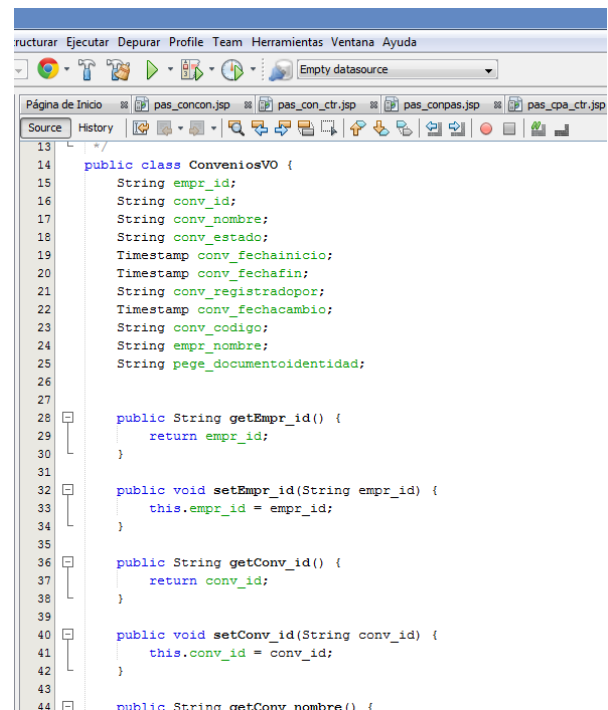 ructurar Ejecutar Depurar Profile Team Herramientas Ventana Ayuda
Empty datasource
Página de Inicio pas_concon.jsp pas_con_ctr.jsp pas_conpas.jsp pas_cpa_ctr.jsp
Source History
13 */
14 public class ConveniosVO {
15 String empr_id;
16 String conv_id;
17 String conv_nombre;
18 String conv_estado;
19 Timestamp conv_fechainicio;
20 Timestamp conv_fechafin;
21 String conv_registradopor;
22 Timestamp conv_fechacambio;
23 String conv_codigo;
24 String empr_nombre;
25 String pege_documentoidentidad;
26
27
28 public String getEmpr_id() {
29 return empr_id;
30 }
31
32 public void setEmpr_id(String empr_id) {
33 this.empr_id = empr_id;
34 }
35
36 public String getConv_id() {
37 return conv_id;
38 }
39
40 public void setConv_id(String conv_id) {
41 this.conv_id = conv_id;
42 }
43
44 public String getConv_nombre() {